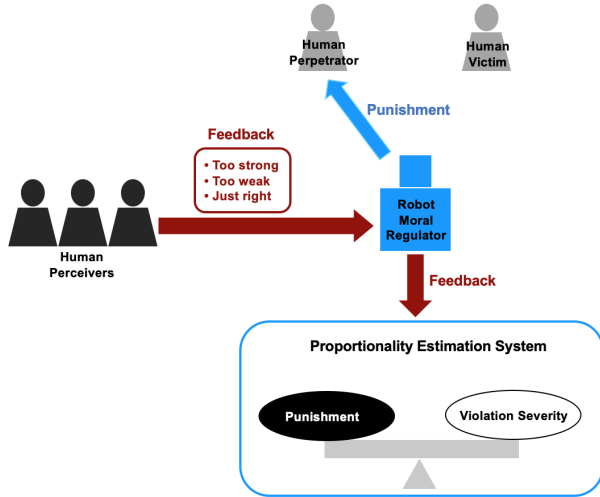 Human
Perpetrator
Human
Victim
Punishment
Feedback
• Too strong
• Too weak
• Just right
Robot
Moral
Regulator
Human
Perceivers
Feedback
Proportionality Estimation System
Punishment
Violation Severity